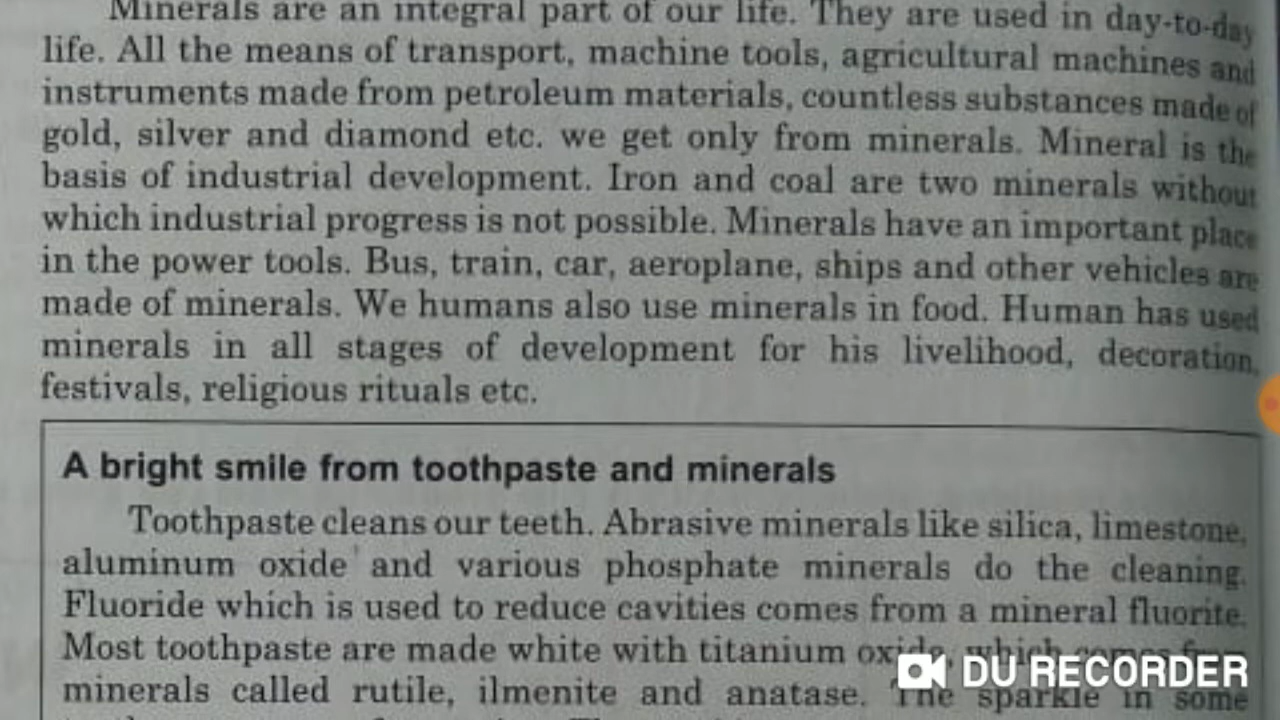 Minerals are an integral part of our life. They are used in day-to-day
life. All the means of transport, machine tools, agricultural machines and
instruments made from petroleum materials, countless substances made of
gold, silver and diamond etc. we get only from minerals. Mineral is the
basis of industrial development. Iron and coal are two minerals without
which industrial progress is not possible. Minerals have an important place
in the power tools. Bus, train, car, aeroplane, ships and other vehicles are
made of minerals. We humans also use minerals in food. Human has used
minerals in all stages of development for his livelihood, decoration,
festivals, religious rituals etc.
A bright smile from toothpaste and minerals
Toothpaste cleans our teeth. Abrasive minerals like silica, limestone,
aluminum oxide and various phosphate minerals do the cleaning.
Fluoride which is used to reduce cavities comes from a mineral fluorite.
Most toothpaste are made white with titanium oxide, which comes from
minerals called rutile, ilmenite and anatase. The sparkle in some
DU RECORDER